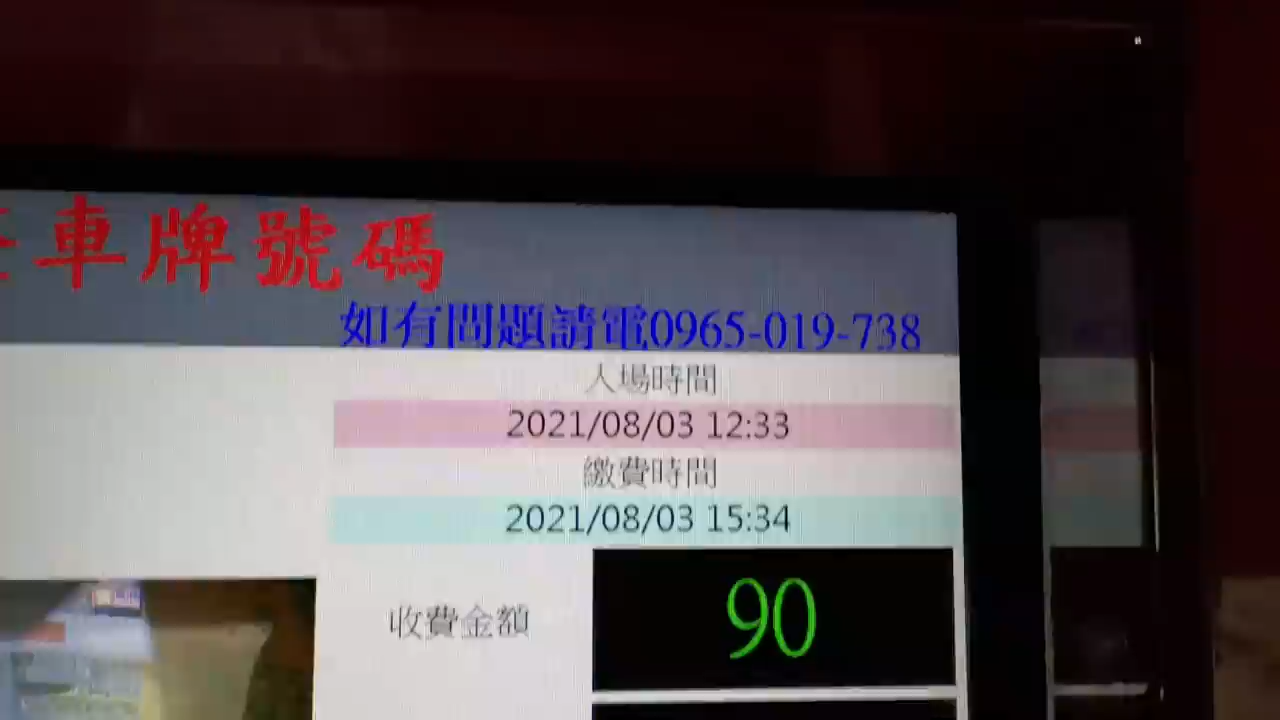 車牌號碼
如有問題請電0965-019-738
入場時間
2021/08/03 12:33
繳費時間
2021/08/03 15:34
收費金額
90